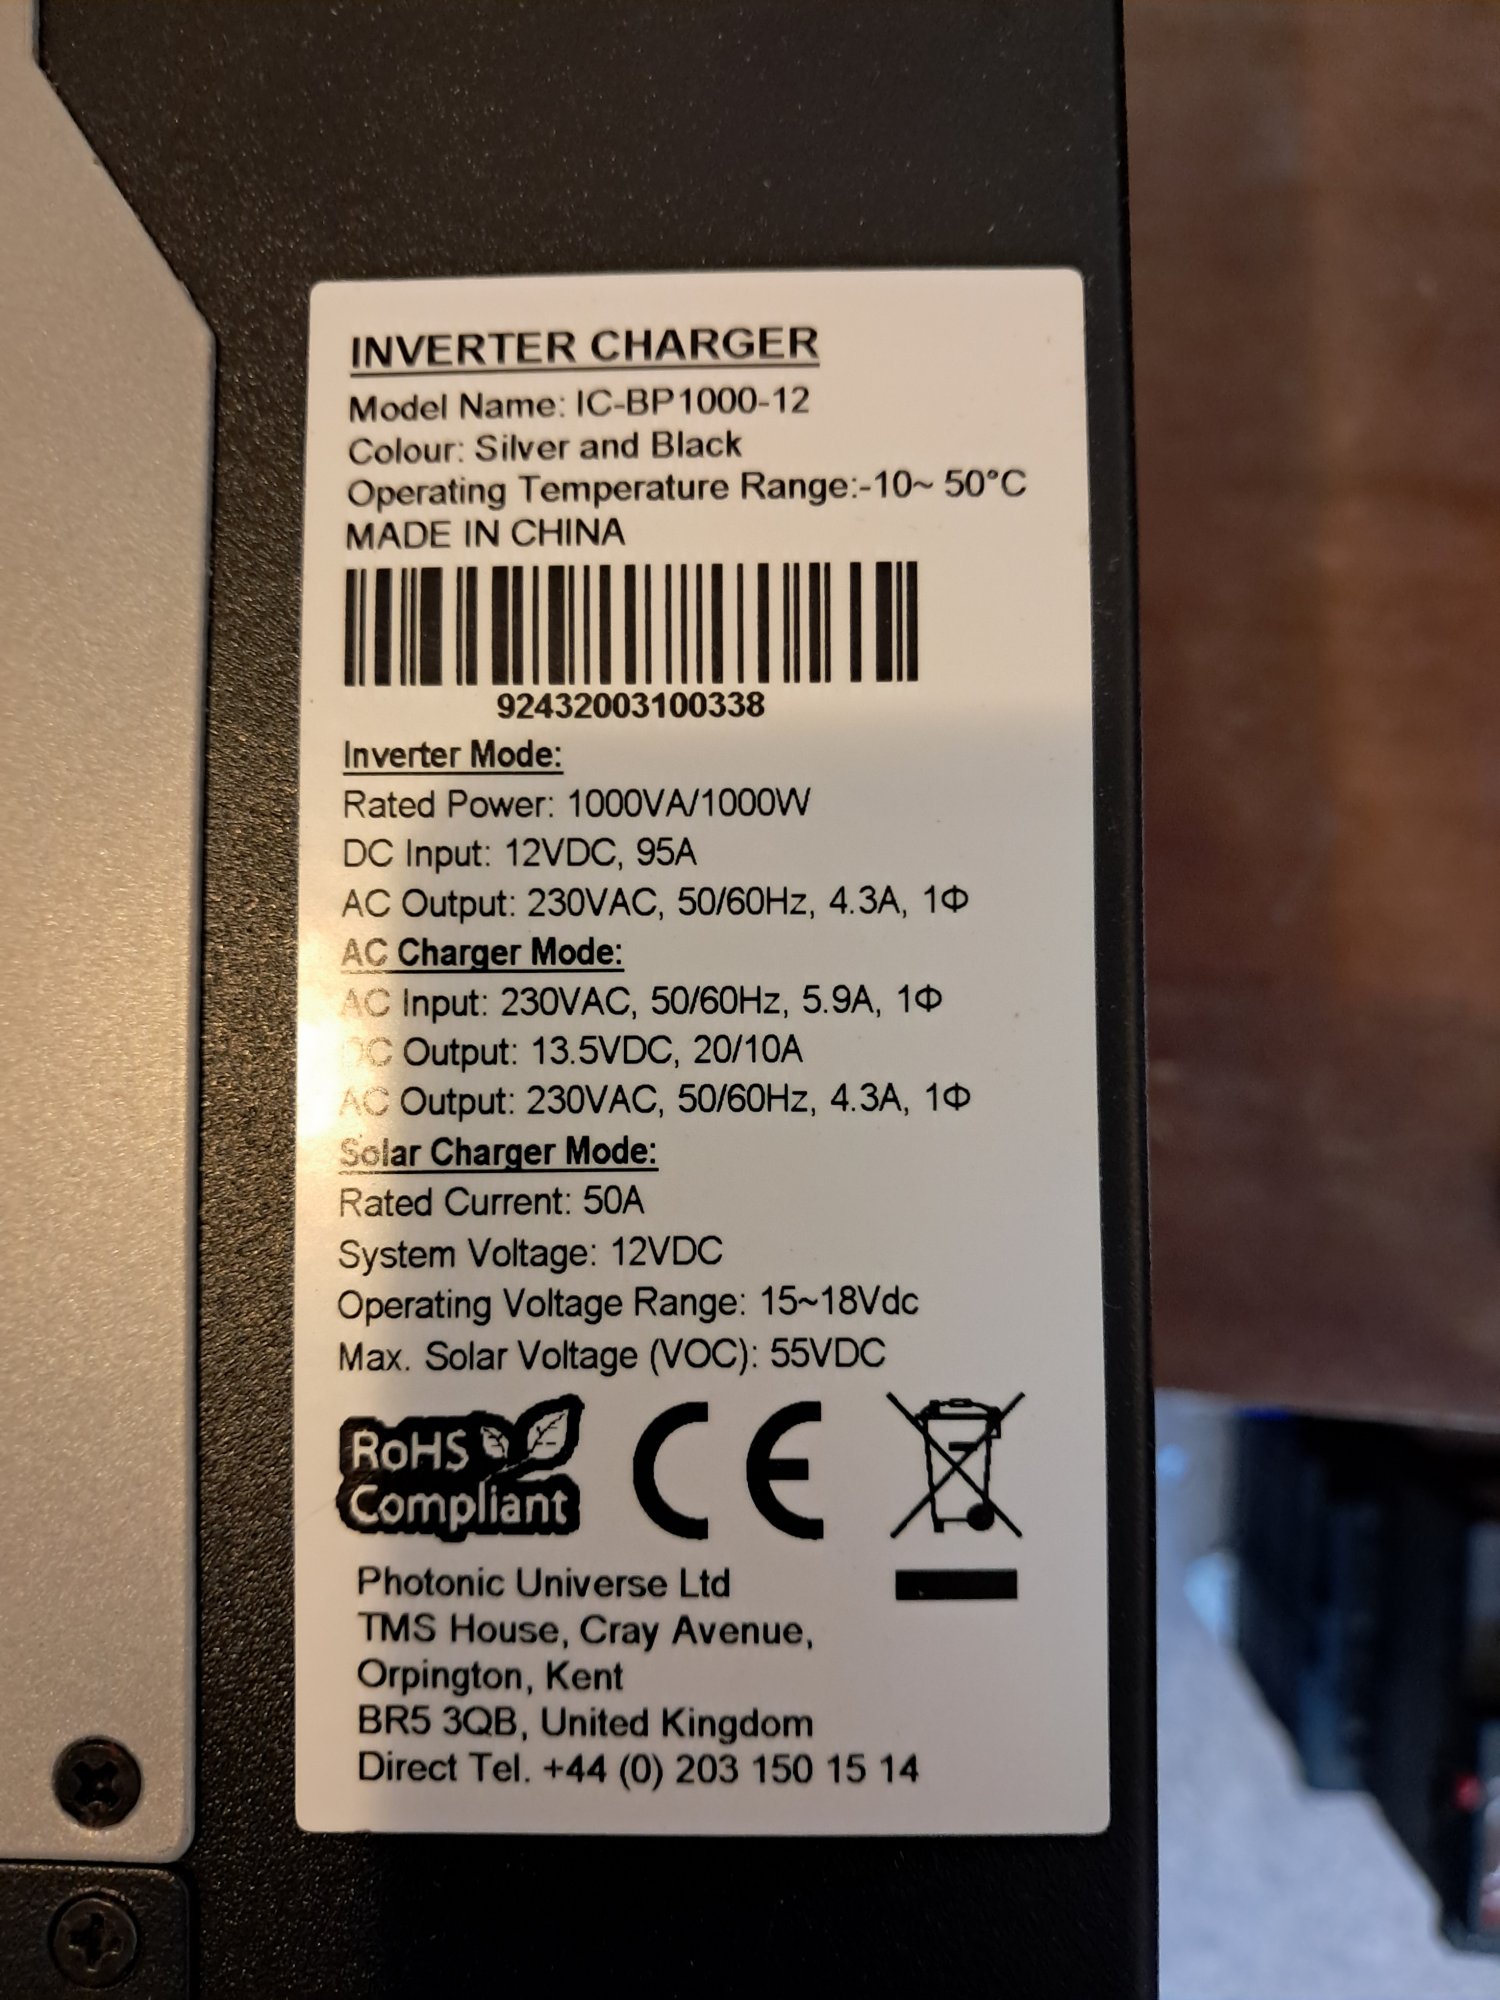 INVERTER CHARGER
Model Name: IC-BP1000-12
Colour: Silver and Black
Operating Temperature Range:-10~ 50°C
MADE IN CHINA
92432003100338
Inverter Mode:
Rated Power: 1000VA/1000W
DC Input: 12VDC, 95A
AC Output: 230VAC, 50/60Hz, 4.3A, 1Φ
AC Charger Mode:
AC Input: 230VAC, 50/60Hz, 5.9A, 1Φ
DC Output: 13.5VDC, 20/10A
AC Output: 230VAC, 50/60Hz, 4.3A, 1Φ
Solar Charger Mode:
Rated Current: 50A
System Voltage: 12VDC
Operating Voltage Range: 15~18Vdc
Max. Solar Voltage (VOC): 55VDC
RoHS
Compliant
CE
Photonic Universe Ltd
TMS House, Cray Avenue,
Orpington, Kent
BR5 3QB, United Kingdom
Direct Tel. +44 (0) 203 150 15 14